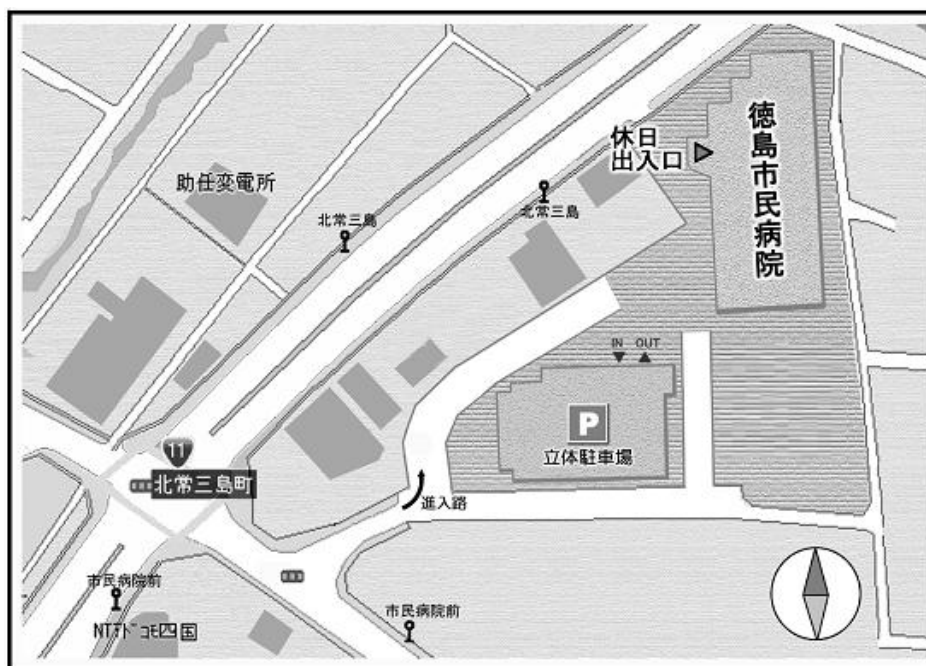 徳島市民病院
休日
出入口
助任変電所
北常三島
北常三島
IN OUT
P
立体駐車場
11
北常三島町
進入路
市民病院前
NTTドコモ四国
市民病院前